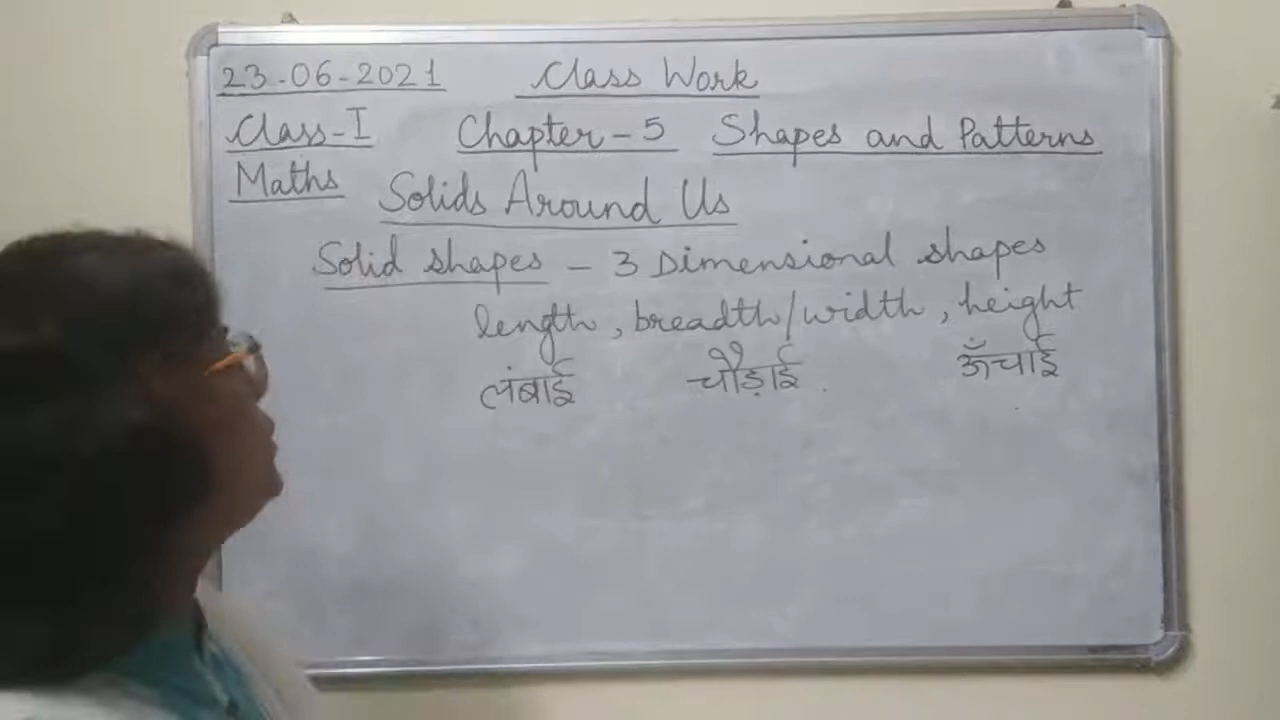 23-06-2021 Class Work
Class-I Chapter-5 Shapes and Patterns
Maths Solids Around Us
Solid shapes - 3 Dimensional shapes
length, breadth/width, height
लंबाई चौड़ाई ऊँचाई